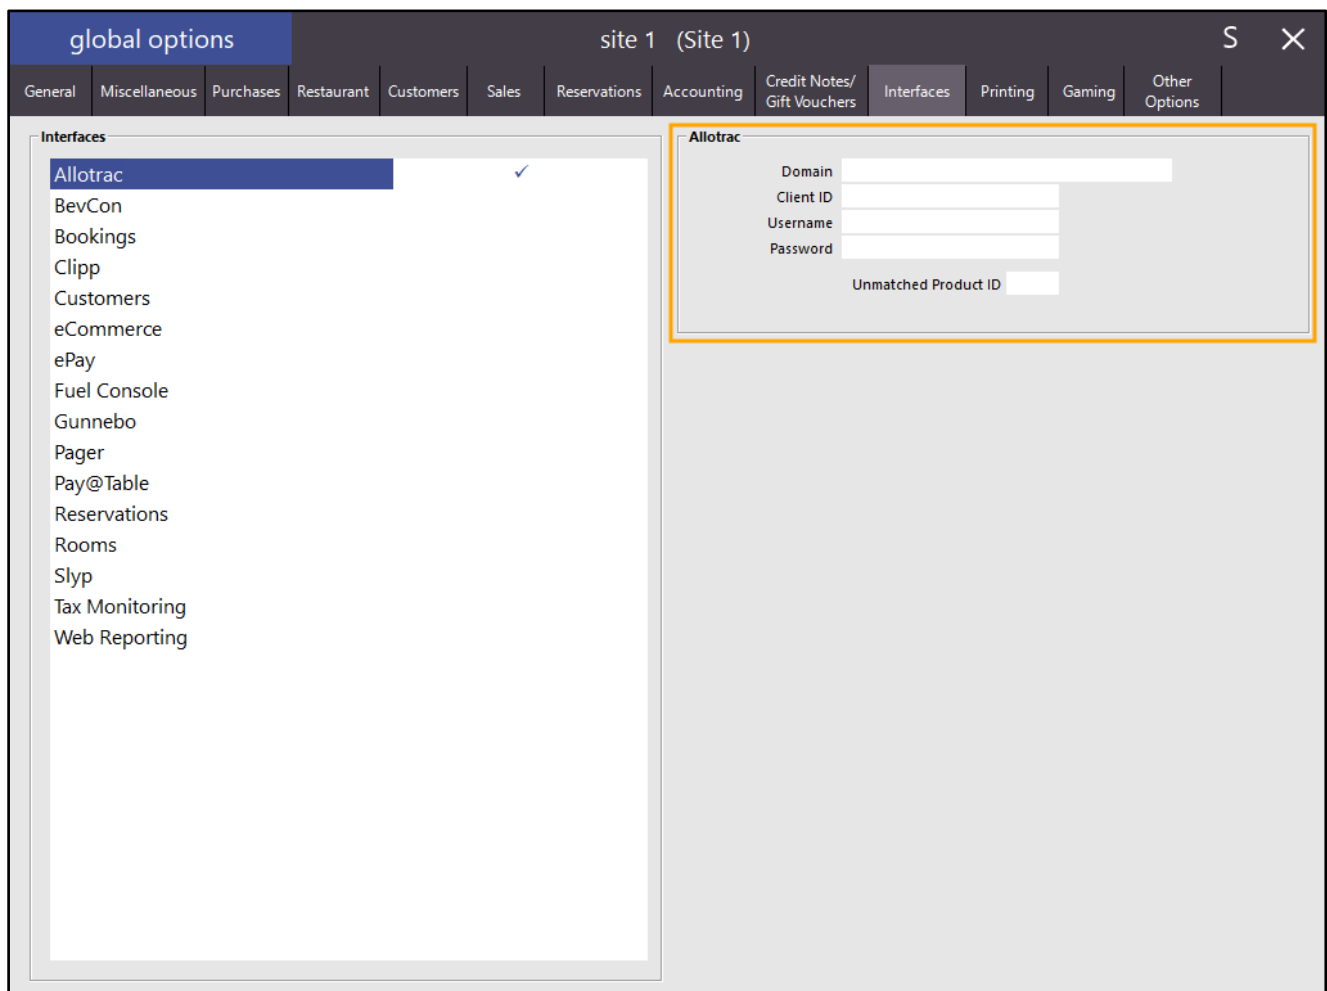 global options
site 1 (Site 1)
S
General
Miscellaneous
Purchases
Restaurant
Customers
Sales
Reservations
Accounting
Credit Notes/
Gift Vouchers
Interfaces
Printing
Gaming
Other
Options
Interfaces
Allotrac
BevCon
Bookings
Clipp
Customers
eCommerce
ePay
Fuel Console
Gunnebo
Pager
Pay@Table
Reservations
Rooms
Slyp
Tax Monitoring
Web Reporting
Allotrac
Domain
Client ID
Username
Password
Unmatched Product ID